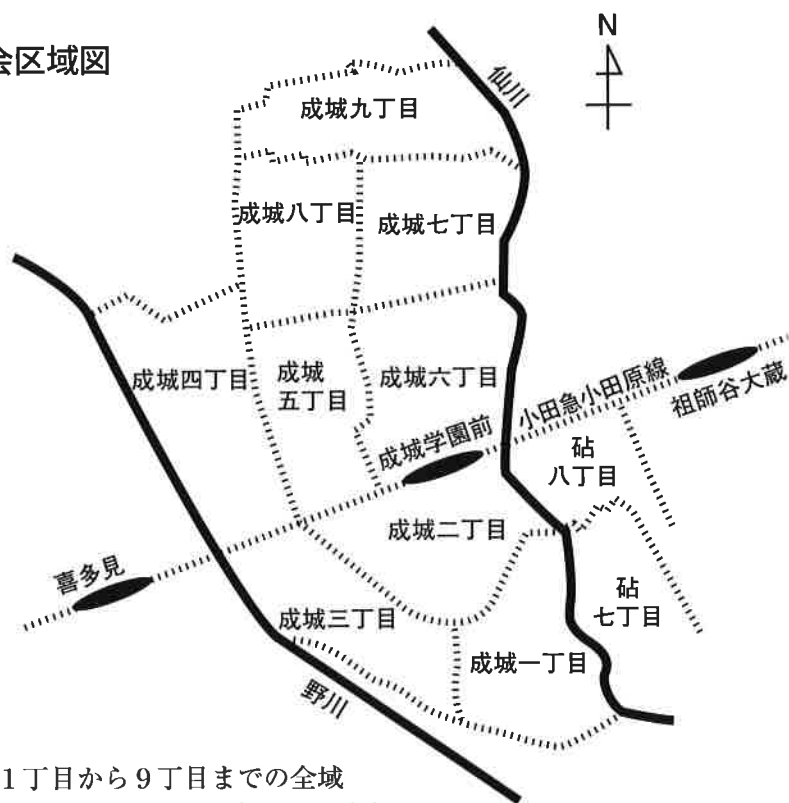 会区域図
N
仙川
成城九丁目
成城八丁目
成城七丁目
成城四丁目
成城
五丁目
成城六丁目
小田急小田原線
祖師谷大蔵
成城学園前
砧
八丁目
成城二丁目
喜多見
砧
七丁目
成城三丁目
成城一丁目
野川
1丁目から9丁目までの全域